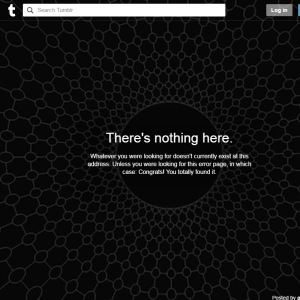 t
Search Tumblr
Log in
There's nothing here.
Whatever you were looking for doesn't currently exist at this
address. Unless you were looking for this error page, in which
case: Congrats! You totally found it.
Posted by